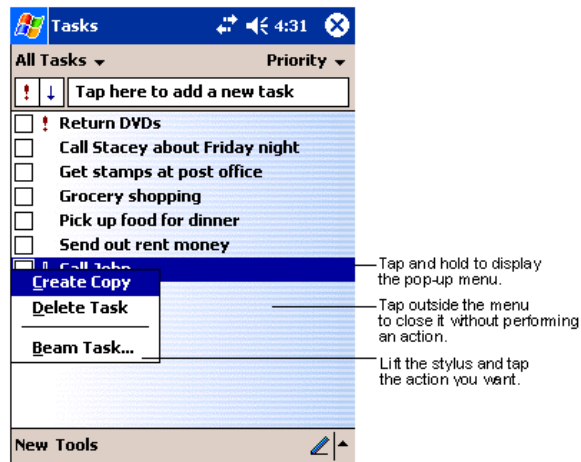 Tasks 4:31
All Tasks Priority
! ↓ Tap here to add a new task
! Return DVDs
Call Stacey about Friday night
Get stamps at post office
Grocery shopping
Pick up food for dinner
Send out rent money
Call John
Create Copy
Delete Task
Beam Task...
Tap and hold to display
the pop-up menu.
Tap outside the menu
to close it without performing
an action.
Lift the stylus and tap
the action you want.
New Tools